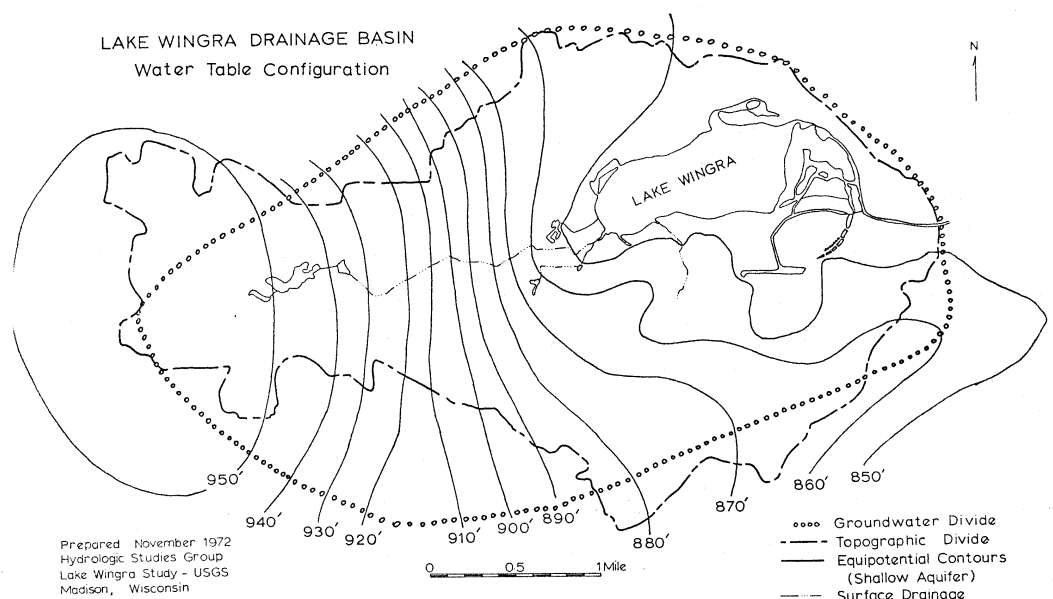 LAKE WINGRA DRAINAGE BASIN
Water Table Configuration
N
LAKE WINGRA
950'
940'
930'
920'
910'
900'
890'
880'
870'
860'
850'
Groundwater Divide
Topographic Divide
Equipotential Contours
(Shallow Aquifer)
Surface Drainage
0 0.5 1 Mile
Prepared November 1972
Hydrologic Studies Group
Lake Wingra Study - USGS
Madison, Wisconsin